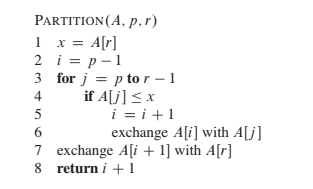 PARTITION(A, p, r)
1 x = A[r]
2 i = p − 1
3 for j = p to r − 1
4 if A[j] ≤ x
5 i = i + 1
6 exchange A[i] with A[j]
7 exchange A[i + 1] with A[r]
8 return i + 1